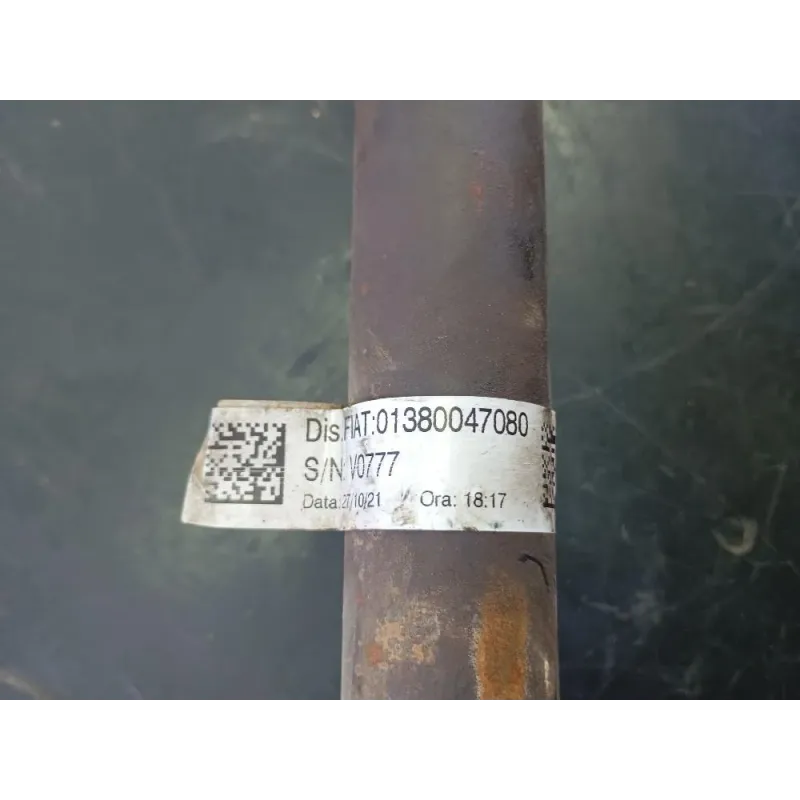 Dis.FIAT:01380047080
S/N: V0777
Data:27/10/21 Ora: 18:17